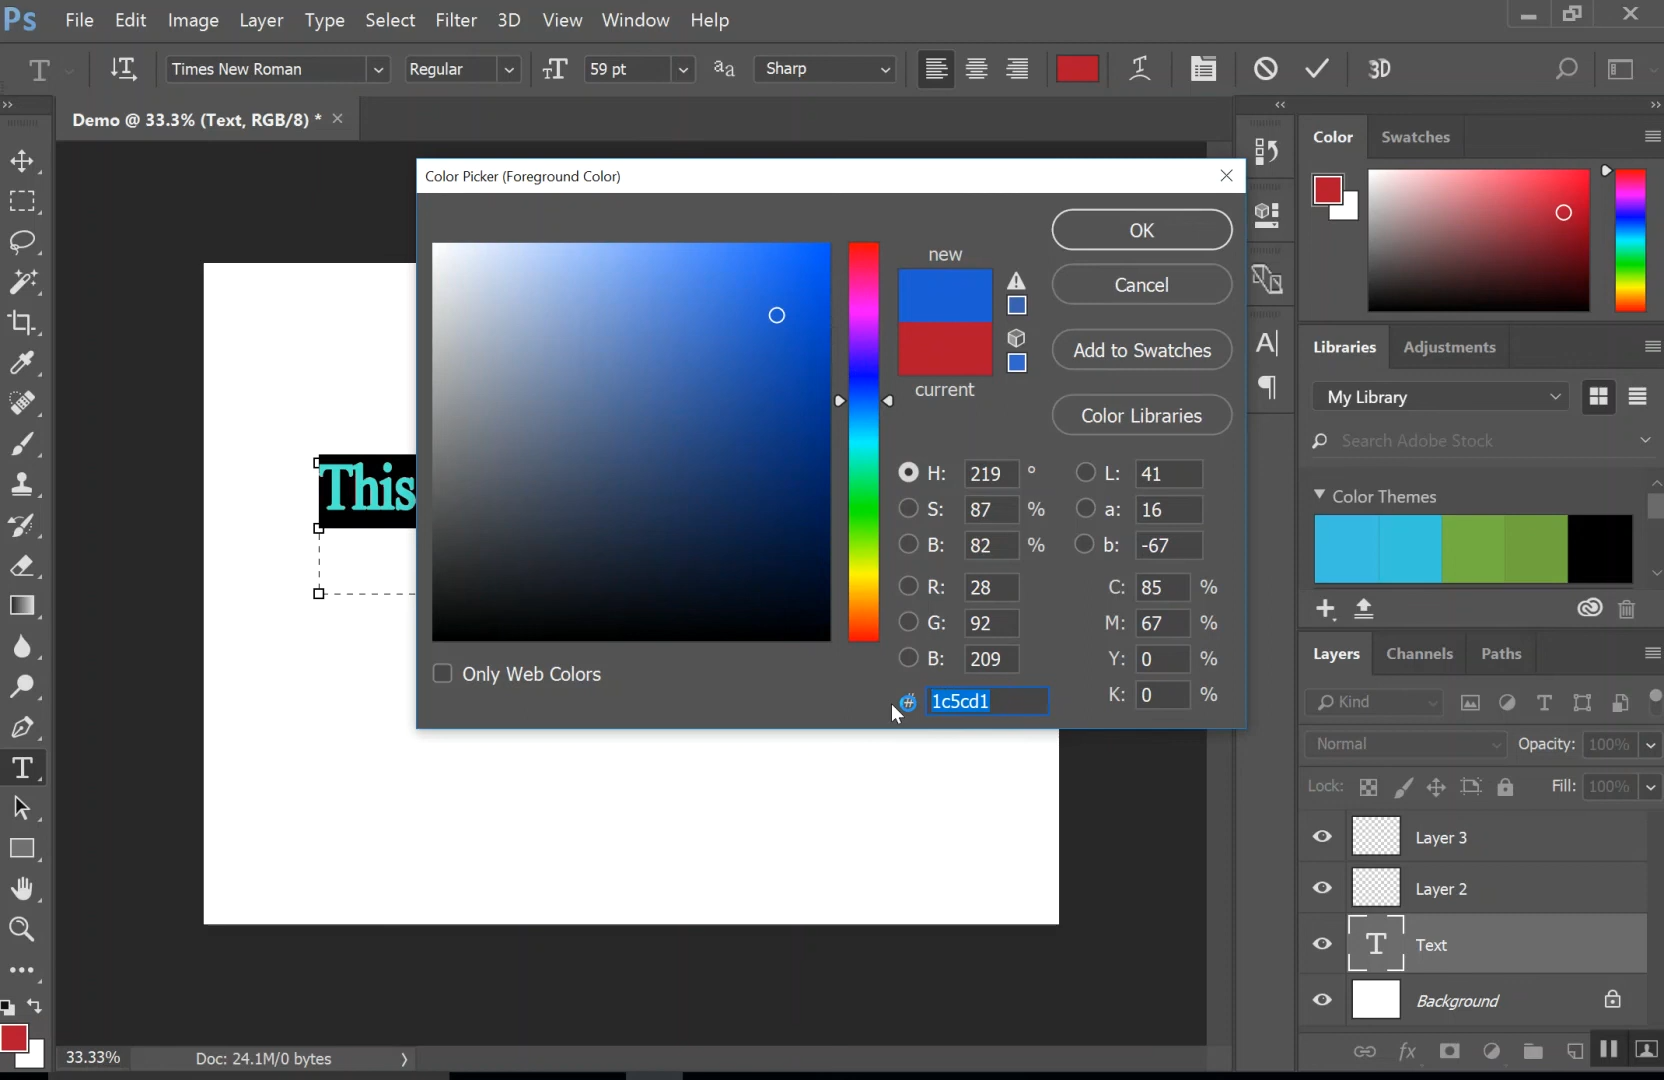 Ps File Edit Image Layer Type Select Filter 3D View Window Help
T Times New Roman Regular 59 pt Sharp 3D
Demo @ 33.3% (Text, RGB/8) *
Color Swatches
Color Picker (Foreground Color)
new
current
OK
Cancel
Add to Swatches
Color Libraries
H: 219 °
S: 87 %
B: 82 %
R: 28
G: 92
B: 209
# 1c5cd1
L: 41
a: 16
b: -67
C: 85 %
M: 67 %
Y: 0 %
K: 0 %
Only Web Colors
This
Libraries Adjustments
My Library
Search Adobe Stock
Color Themes
Layers Channels Paths
Kind
Normal Opacity: 100%
Lock: Fill: 100%
Layer 3
Layer 2
T Text
Background
fx
33.33% Doc: 24.1M/0 bytes